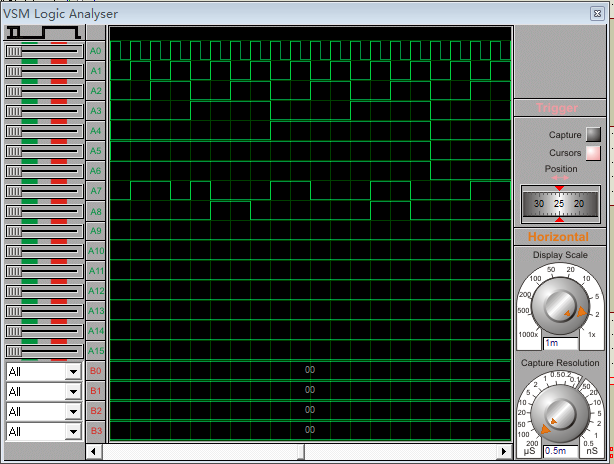 VSM Logic Analyser
A0
A1
A2
A3
A4
A5
A6
A7
A8
A9
A10
A11
A12
A13
A14
A15
All B0 00
All B1 00
All B2 00
All B3 00
Trigger
Capture
Cursors
Position
30 25 20
Horizontal
Display Scale
50 20
100 10
200 5
500 2
1000x 1x
1m
Capture Resolution
1 0.50 0.2
2 0.1
5 50
10 20
20 10
50 5
100 2
200 1
0.5
µS nS
0.5m